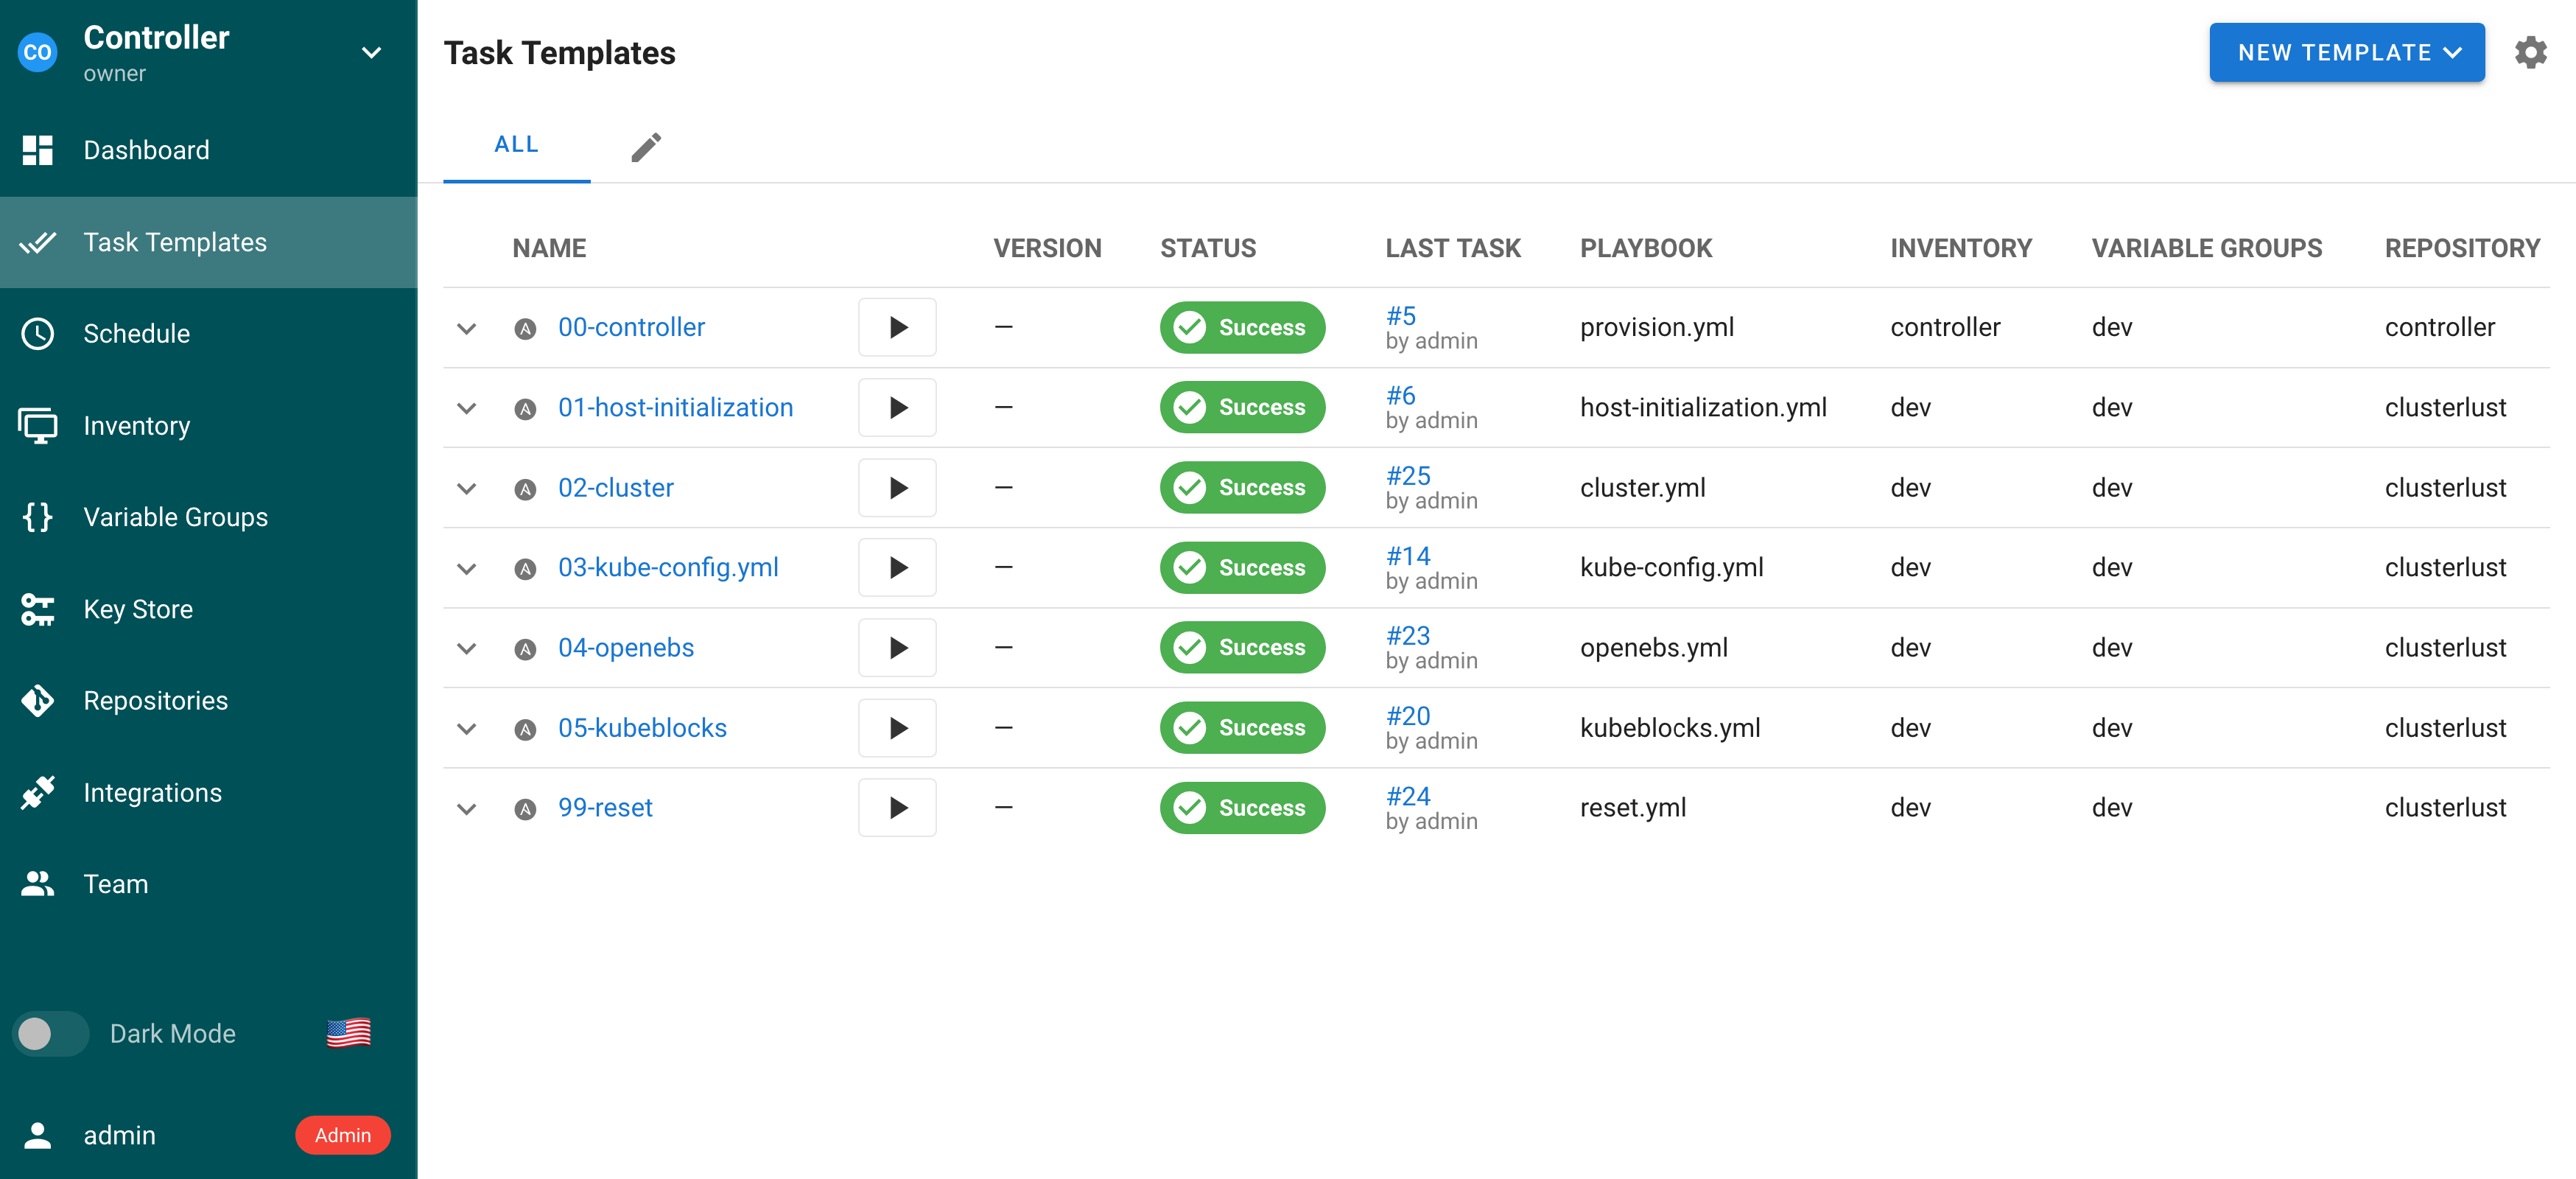 CO
Controller
owner
Dashboard
Task Templates
Schedule
Inventory
Variable Groups
Key Store
Repositories
Integrations
Team
Dark Mode
admin
Admin
Task Templates
NEW TEMPLATE
ALL
NAME VERSION STATUS LAST TASK PLAYBOOK INVENTORY VARIABLE GROUPS REPOSITORY
A 00-controller — Success #5 by admin provision.yml controller dev controller
A 01-host-initialization — Success #6 by admin host-initialization.yml dev dev clusterlust
A 02-cluster — Success #25 by admin cluster.yml dev dev clusterlust
A 03-kube-config.yml — Success #14 by admin kube-config.yml dev dev clusterlust
A 04-openebs — Success #23 by admin openebs.yml dev dev clusterlust
A 05-kubeblocks — Success #20 by admin kubeblocks.yml dev dev clusterlust
A 99-reset — Success #24 by admin reset.yml dev dev clusterlust